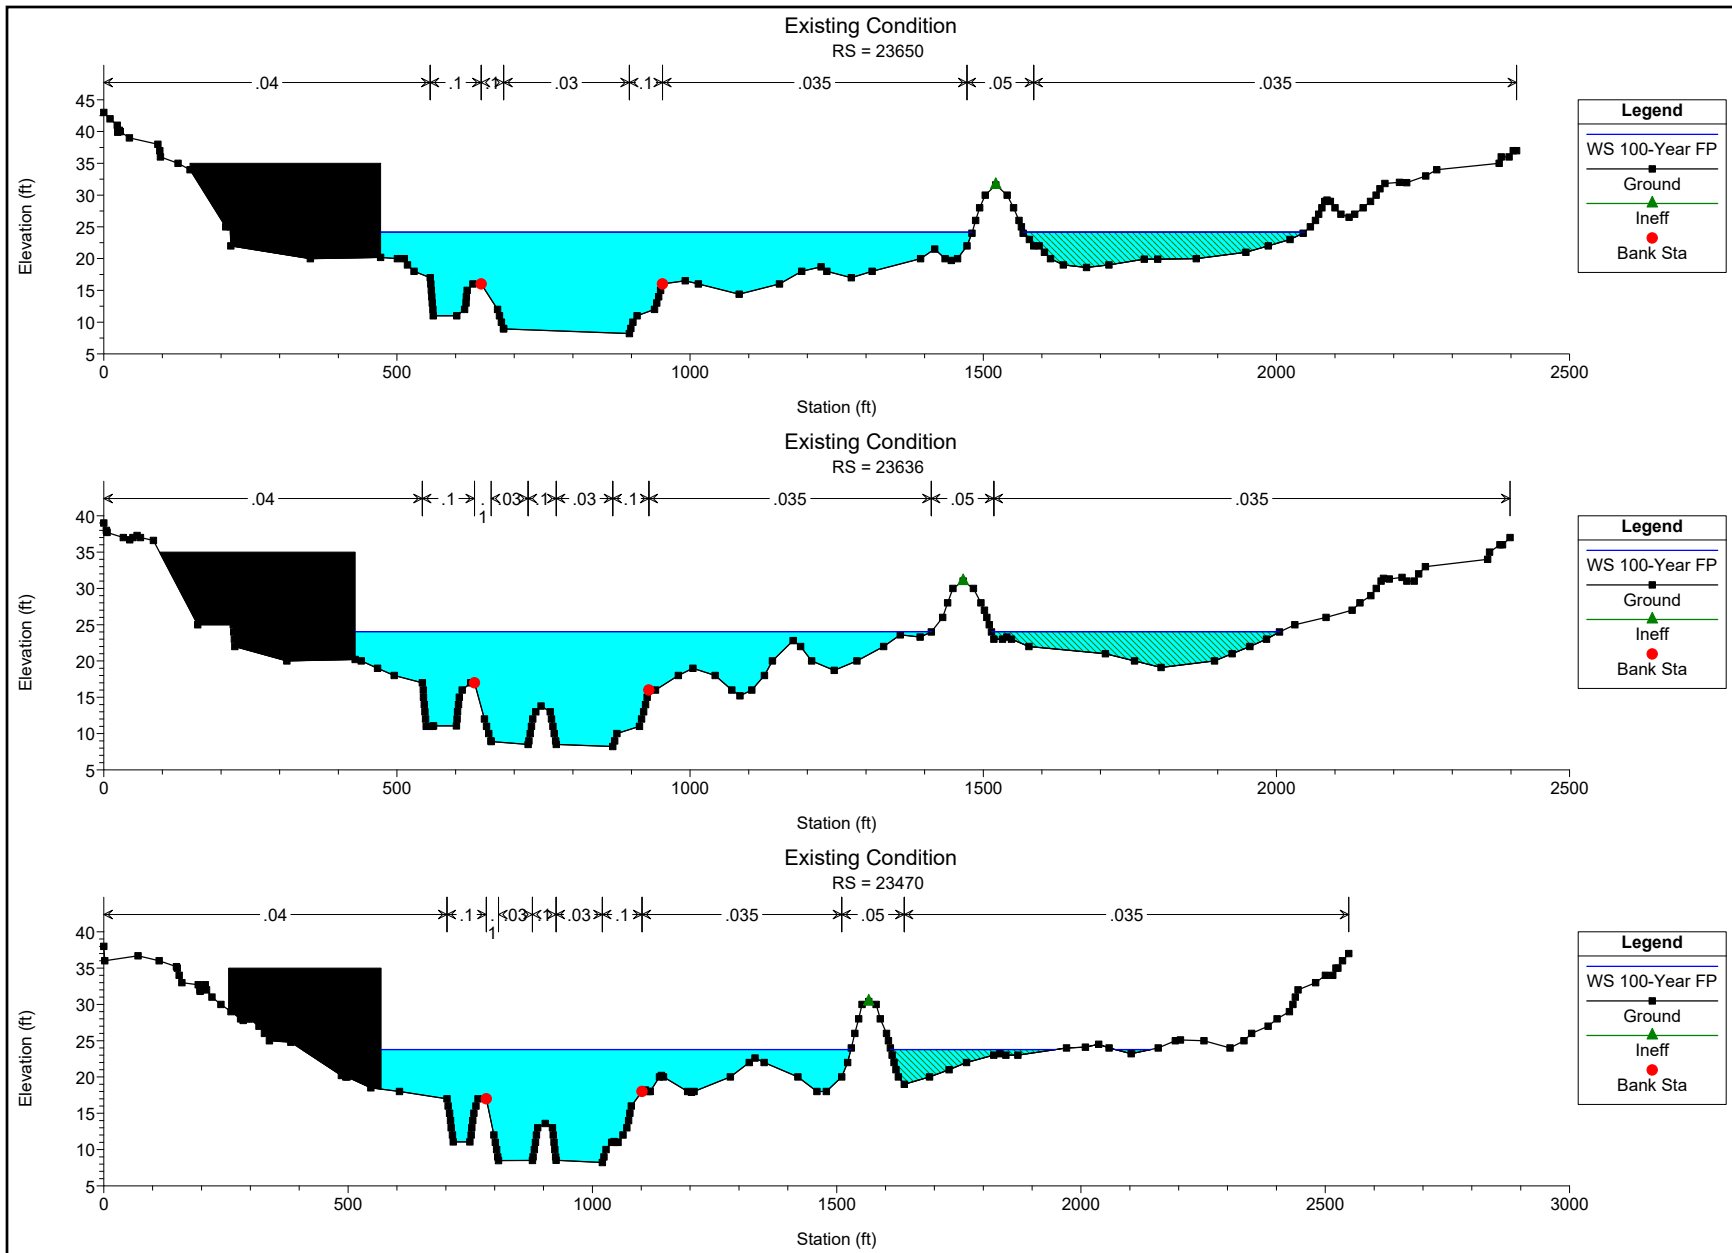 Existing Condition
RS = 23650
.04 .1 .1 .03 .1 .035 .05 .035
45
40
35
30
25
20
15
10
5
Elevation (ft)
0 500 1000 1500 2000 2500
Station (ft)
Legend
WS 100-Year FP
Ground
Ineff
Bank Sta
Existing Condition
RS = 23636
.04 .1 .1 .03 .1 .03 .1 .035 .05 .035
40
35
30
25
20
15
10
5
Elevation (ft)
0 500 1000 1500 2000 2500
Station (ft)
Legend
WS 100-Year FP
Ground
Ineff
Bank Sta
Existing Condition
RS = 23470
.04 .1 .1 .03 .1 .03 .1 .035 .05 .035
40
35
30
25
20
15
10
5
Elevation (ft)
0 500 1000 1500 2000 2500 3000
Station (ft)
Legend
WS 100-Year FP
Ground
Ineff
Bank Sta